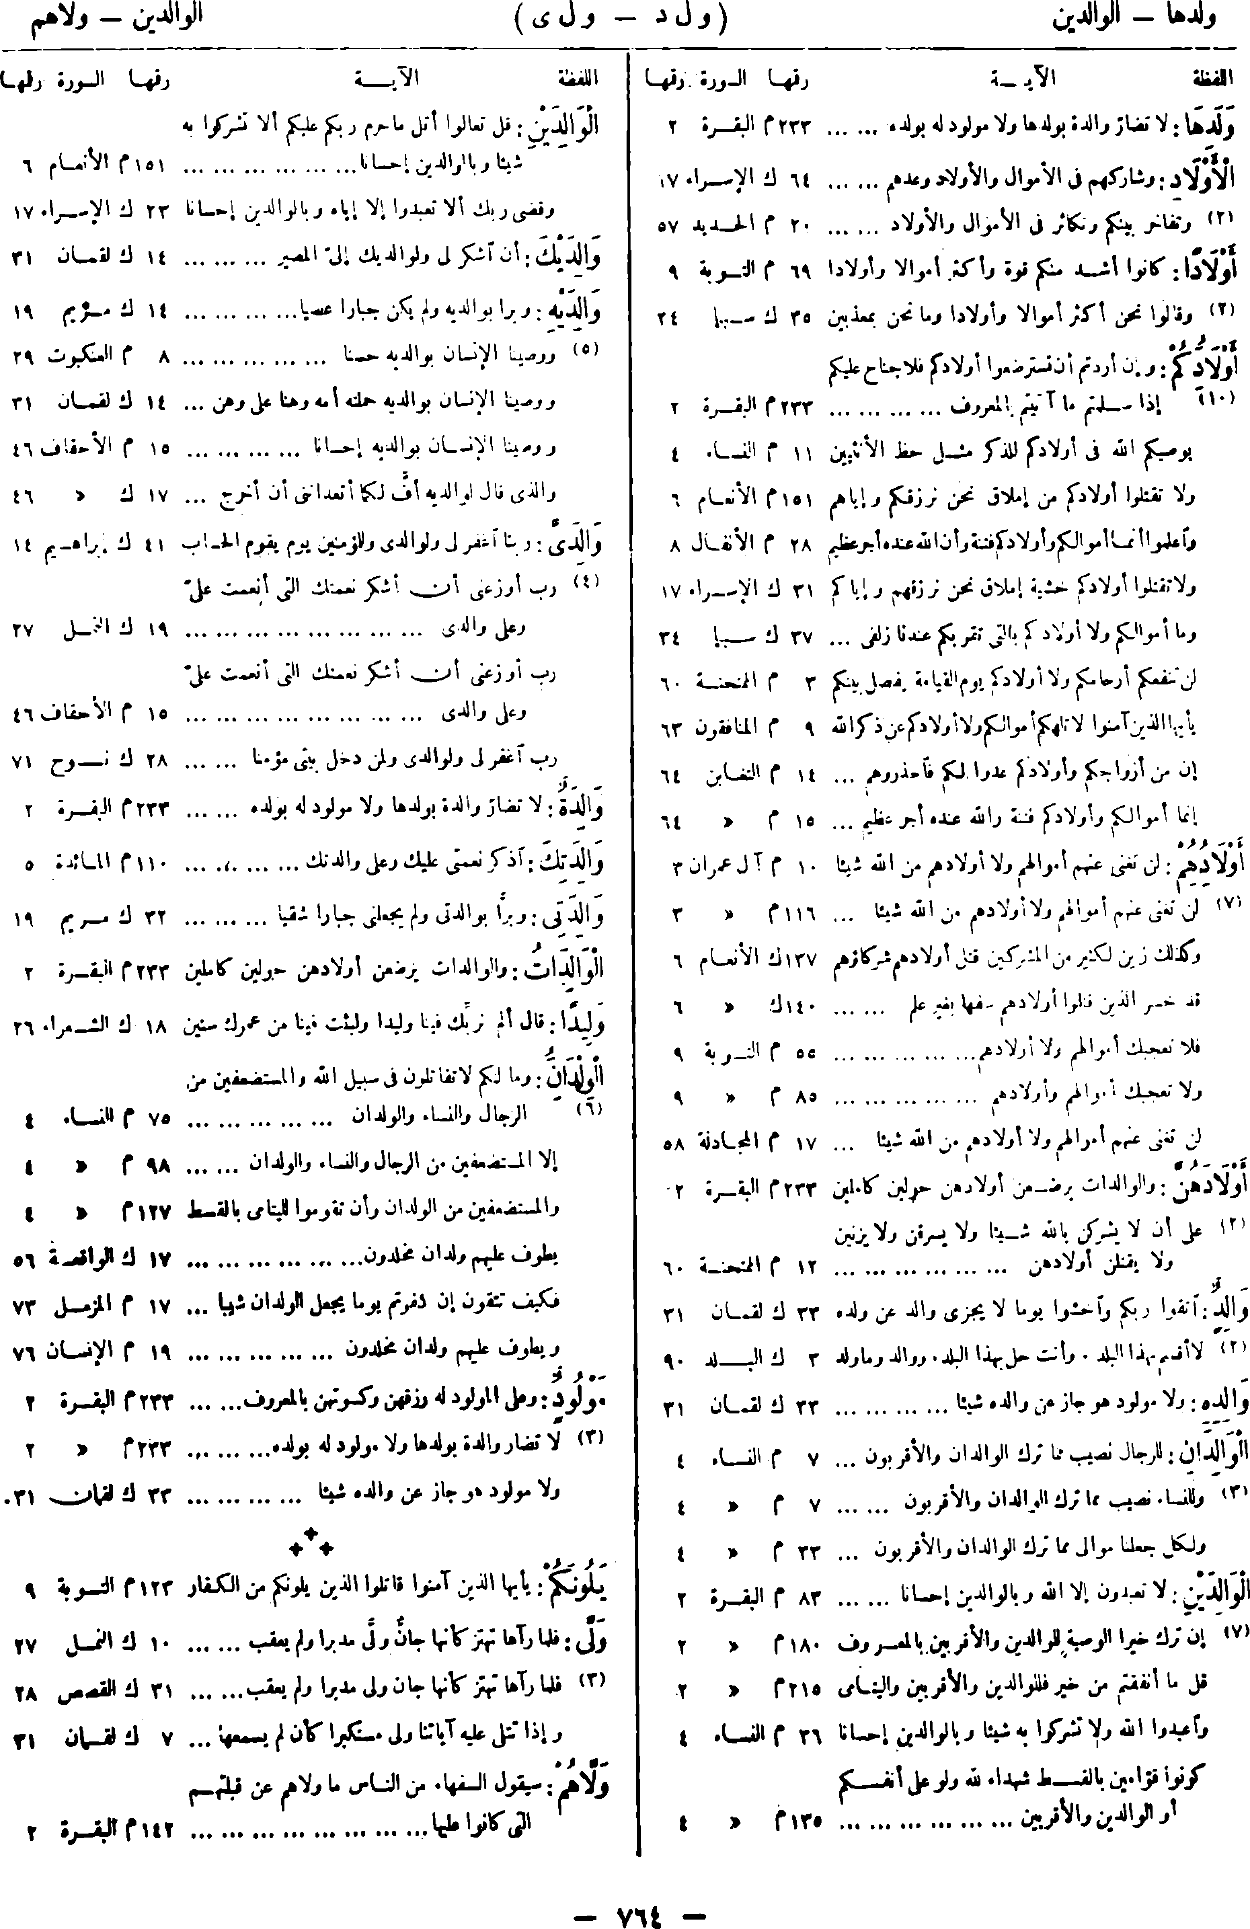 ولدها — الوالدين (ولد — ولى) الوالدين — ولاهم
اللفظة الآيـة رقها السورة رقها
وَلَدَهَا : لا تضارّ والدة بولدها ولا مولود له بولده ... ... ٢٣٣ م البقرة ٢
الْأَوْلَادِ : وشاركهم فى الأموال والأولاد وعدهم ... ... ٦٤ ك الإسراء ١٧
(٢) وتفاخر بينكم وتكاثر فى الأموال والأولاد ... ... ٢٠ م الحديد ٥٧
أَوْلَادًا : كانوا أشد منكم قوة وأكثر أموالا وأولادا ٦٩ م التوبة ٩
(٢) وقالوا نحن أكثر أموالا وأولادا وما نحن بمعذبين ٣٥ ك سبإ ٣٤
أَوْلَادُكُمْ : وإن أردتم أن تسترضعوا أولادكم فلا جناح عليكم
(١٠) إذا سلمتم ما آتيتم بالمعروف ... ... ... ... ٢٣٣ م البقرة ٢
يوصيكم الله فى أولادكم للذكر مثل حظ الأنثيين ١١ م النساء ٤
ولا تقتلوا أولادكم من إملاق نحن نرزقكم وإياهم ١٥١ م الأنعام ٦
وآعلموا أنما أموالكم وأولادكم فتنة وأن الله عنده أجر عظيم ٢٨ م الأنفال ٨
ولا تقتلوا أولادكم خشية إملاق نحن نرزقهم وإياكم ٣١ ك الإسراء ١٧
وما أموالكم ولا أولادكم بالتى تقربكم عندنا زلفى ... ٣٧ ك سبإ ٣٤
لن تنفعكم أرحامكم ولا أولادكم يوم القيامة يفصل بينكم ٣ م الممتحنة ٦٠
يأيها الذين آمنوا لا تلهكم أموالكم ولا أولادكم عن ذكر الله ٩ م المنافقون ٦٣
إن من أزواجكم وأولادكم عدوا لكم فآحذروهم ... ١٤ م التغابن ٦٤
إنما أموالكم وأولادكم فتنة والله عنده أجر عظيم ... ١٥ م « ٦٤
أَوْلَادُهُمْ : لن تغنى عنهم أموالهم ولا أولادهم من الله شيئا ١٠ م آل عمران ٣
(٧) لن تغنى عنهم أموالهم ولا أولادهم من الله شيئا ... ١١٦ م « ٣
وكذلك زين لكثير من المشركين قتل أولادهم شركاؤهم ١٣٧ ك الأنعام ٦
قد خسر الذين قتلوا أولادهم سفها بغير علم ... ... ١٤٠ ك « ٦
فلا تعجبك أموالهم ولا أولادهم ... ... ... ... ... ٥٥ م التوبة ٩
ولا تعجبك أموالهم وأولادهم ... ... ... ... ... ٨٥ م « ٩
لن تغنى عنهم أموالهم ولا أولادهم من الله شيئا ... ١٧ م المجادلة ٥٨
أَوْلَادَهُنَّ : والوالدات يرضعن أولادهن حولين كاملين ٢٣٣ م البقرة ٢
(٢) على أن لا يشركن بالله شيئا ولا يسرقن ولا يزنين
ولا يقتلن أولادهن ... ... ... ... ... ... ١٢ م الممتحنة ٦٠
وَالِدٌ : آتقوا ربكم وآخشوا يوما لا يجزى والد عن ولده ٣٣ ك لقمان ٣١
(٢) لا أقسم بهذا البلد . وأنت حل بهذا البلد . ووالد وما ولد ٣ ك البلد ٩٠
وَالِدِهِ : ولا مولود هو جاز عن والده شيئا ... ... ... ... ٣٣ ك لقمان ٣١
الْوَالِدَانِ : للرجال نصيب مما ترك الوالدان والأقربون ... ٧ م النساء ٤
(٣) وللنساء نصيب مما ترك الوالدان والأقربون ... ... ٧ م « ٤
ولكل جعلنا موالى مما ترك الوالدان والأقربون ... ٣٣ م « ٤
الْوَالِدَيْنِ : لا تعبدون إلا الله وبالوالدين إحسانا ... ... ٨٣ م البقرة ٢
(٧) إن ترك خيرا الوصية للوالدين والأقربين بالمعروف ١٨٠ م « ٢
قل ما أنفقتم من خير فللوالدين والأقربين واليتامى ٢١٥ م « ٢
وآعبدوا الله ولا تشركوا به شيئا وبالوالدين إحسانا ٣٦ م النساء ٤
كونوا قوّامين بالقسط شهداء لله ولو على أنفسكم
أو الوالدين والأقربين ... ... ... ... ... ... ... ١٣٥ م « ٤
اللفظة الآيـة رقها السورة رقها
الْوَالِدَيْنِ : قل تعالوا أتل ماحرم ربكم عليكم ألا تشركوا به
شيئا وبالوالدين إحسانا ... ... ... ... ... ... ١٥١ م الأنعام ٦
وقضى ربك ألا تعبدوا إلا إياه وبالوالدين إحسانا ٢٣ ك الإسراء ١٧
وَالِدَيْكَ : أن آشكر لى ولوالديك إلىّ المصير ... ... ... ١٤ ك لقمان ٣١
وَالِدَيْهِ : وبرا بوالديه ولم يكن جبارا عصيا ... ... ... ... ١٤ ك مريم ١٩
(٥) ووصينا الإنسان بوالديه حسنا ... ... ... ... ... ٨ م العنكبوت ٢٩
ووصينا الإنسان بوالديه حملته أمه وهنا على وهن ... ١٤ ك لقمان ٣١
ووصينا الإنسان بوالديه إحسانا ... ... ... ... ١٥ م الأحقاف ٤٦
والذى قال لوالديه أفّ لكما أتعداننى أن أخرج ... ١٧ ك « ٤٦
وَالِدَىَّ : ربنا آغفر لى ولوالدى وللمؤمنين يوم يقوم الحساب ٤١ ك إبراهيم ١٤
(٤) رب أوزعنى أن أشكر نعمتك التى أنعمت علىّ
وعلى والدى ... ... ... ... ... ... ... ... ١٩ ك النمل ٢٧
رب أوزعنى أن أشكر نعمتك التى أنعمت علىّ
وعلى والدى ... ... ... ... ... ... ... ... ١٥ م الأحقاف ٤٦
رب آغفر لى ولوالدى ولمن دخل بيتى مؤمنا ... ... ٢٨ ك نوح ٧١
وَالِدَةٌ : لا تضارّ والدة بولدها ولا مولود له بولده ... ... ٢٣٣ م البقرة ٢
وَالِدَتِكَ : آذكر نعمتى عليك وعلى والدتك ... ... ... ... ١١٠ م المائدة ٥
وَالِدَتِى : وبرًّا بوالدتى ولم يجعلنى جبارا شقيا ... ... ... ٣٢ ك مريم ١٩
الْوَالِدَاتُ : والوالدات يرضعن أولادهن حولين كاملين ٢٣٣ م البقرة ٢
وَلِيدًا : قال ألم نربّك فينا وليدا ولبثت فينا من عمرك سنين ١٨ ك الشعراء ٢٦
الْوِلْدَانِ : وما لكم لا تقاتلون فى سبيل الله والمستضعفين من
(٦) الرجال والنساء والولدان ... ... ... ... ... ٧٥ م النساء ٤
إلا المستضعفين من الرجال والنساء والولدان ... ... ٩٨ م « ٤
والمستضعفين من الولدان وأن تقوموا لليتامى بالقسط ١٢٧ م « ٤
يطوف عليهم ولدان مخلدون ... ... ... ... ... ... ١٧ ك الواقعة ٥٦
فكيف تتقون إن كفرتم يوما يجعل الولدان شيبا ... ١٧ م المزمل ٧٣
ويطوف عليهم ولدان مخلدون ... ... ... ... ... ١٩ م الإنسان ٧٦
مَوْلُودٌ : وعلى المولود له رزقهن وكسوتهن بالمعروف ... ... ٢٣٣ م البقرة ٢
(٣) لا تضار والدة بولدها ولا مولود له بولده ... ... ... ٢٣٣ م « ٢
ولا مولود هو جاز عن والده شيئا ... ... ... ... ٣٣ ك لقمان ٣١
يَلُونَكُمْ : يأيها الذين آمنوا قاتلوا الذين يلونكم من الكفار ١٢٣ م التوبة ٩
وَلَّى : فلما رآها تهتز كأنها جانٌّ ولّى مدبرا ولم يعقب ... ... ١٠ ك النمل ٢٧
(٣) فلما رآها تهتز كأنها جان ولى مدبرا ولم يعقب ... ... ٣١ ك القصص ٢٨
وإذا تتلى عليه آياتنا ولى مستكبرا كأن لم يسمعها ... ٧ ك لقمان ٣١
وَلَّاهُمْ : سيقول السفهاء من الناس ما ولاهم عن قبلتهم
التى كانوا عليها ... ... ... ... ... ... ... ... ١٤٢ م البقرة ٢
— ٧٦٤ —